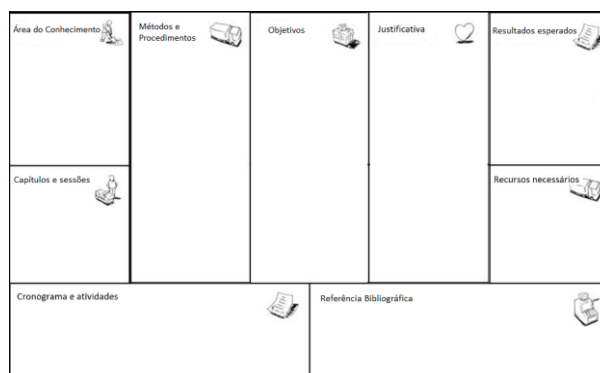 Área do Conhecimento
Métodos e
Procedimentos
Objetivos
Justificativa
Resultados esperados
Capítulos e sessões
Recursos necessários
Cronograma e atividades
Referência Bibliográfica